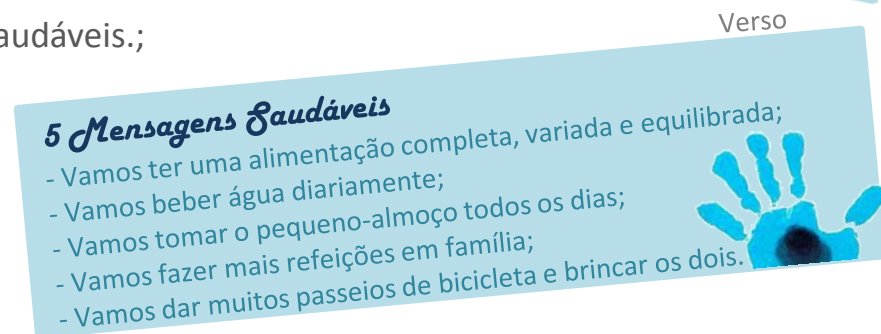 audáveis.;
Verso
5 Mensagens Saudáveis
- Vamos ter uma alimentação completa, variada e equilibrada;
- Vamos beber água diariamente;
- Vamos tomar o pequeno-almoço todos os dias;
- Vamos fazer mais refeições em família;
- Vamos dar muitos passeios de bicicleta e brincar os dois.